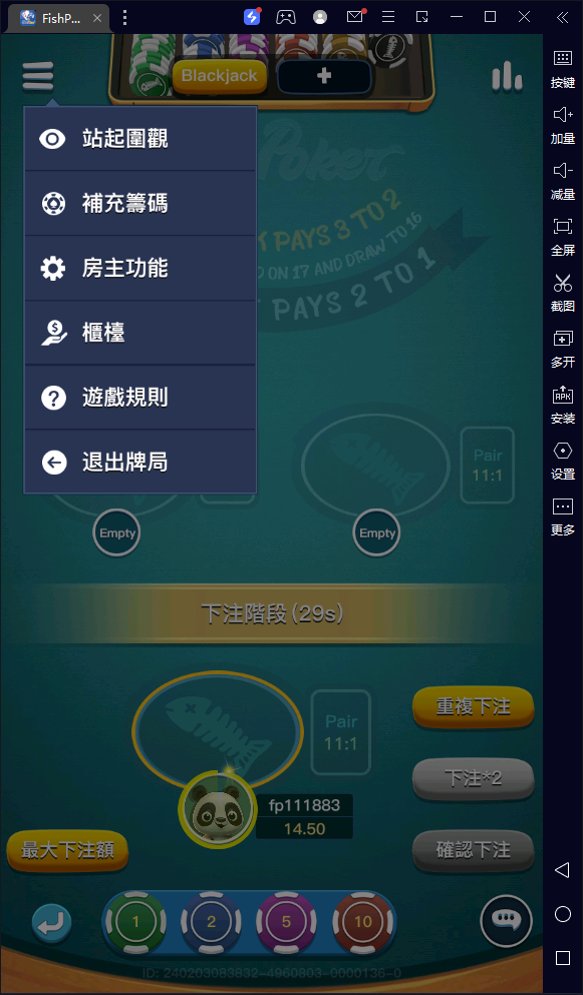 FishP...
Blackjack
按键
加量
减量
全屏
截图
多开
安装
设置
更多
站起圍觀
補充籌碼
房主功能
櫃檯
遊戲規則
退出牌局
Poker
T PAYS 3 TO 2
ON 17 AND DRAW TO 16
T PAYS 2 TO 1
Pair
11:1
Empty
Empty
下注階段 (29s)
Pair
11:1
重複下注
下注*2
確認下注
fp111883
14.50
最大下注額
1
2
5
10
ID: 240203083832-4960803-0000136-0